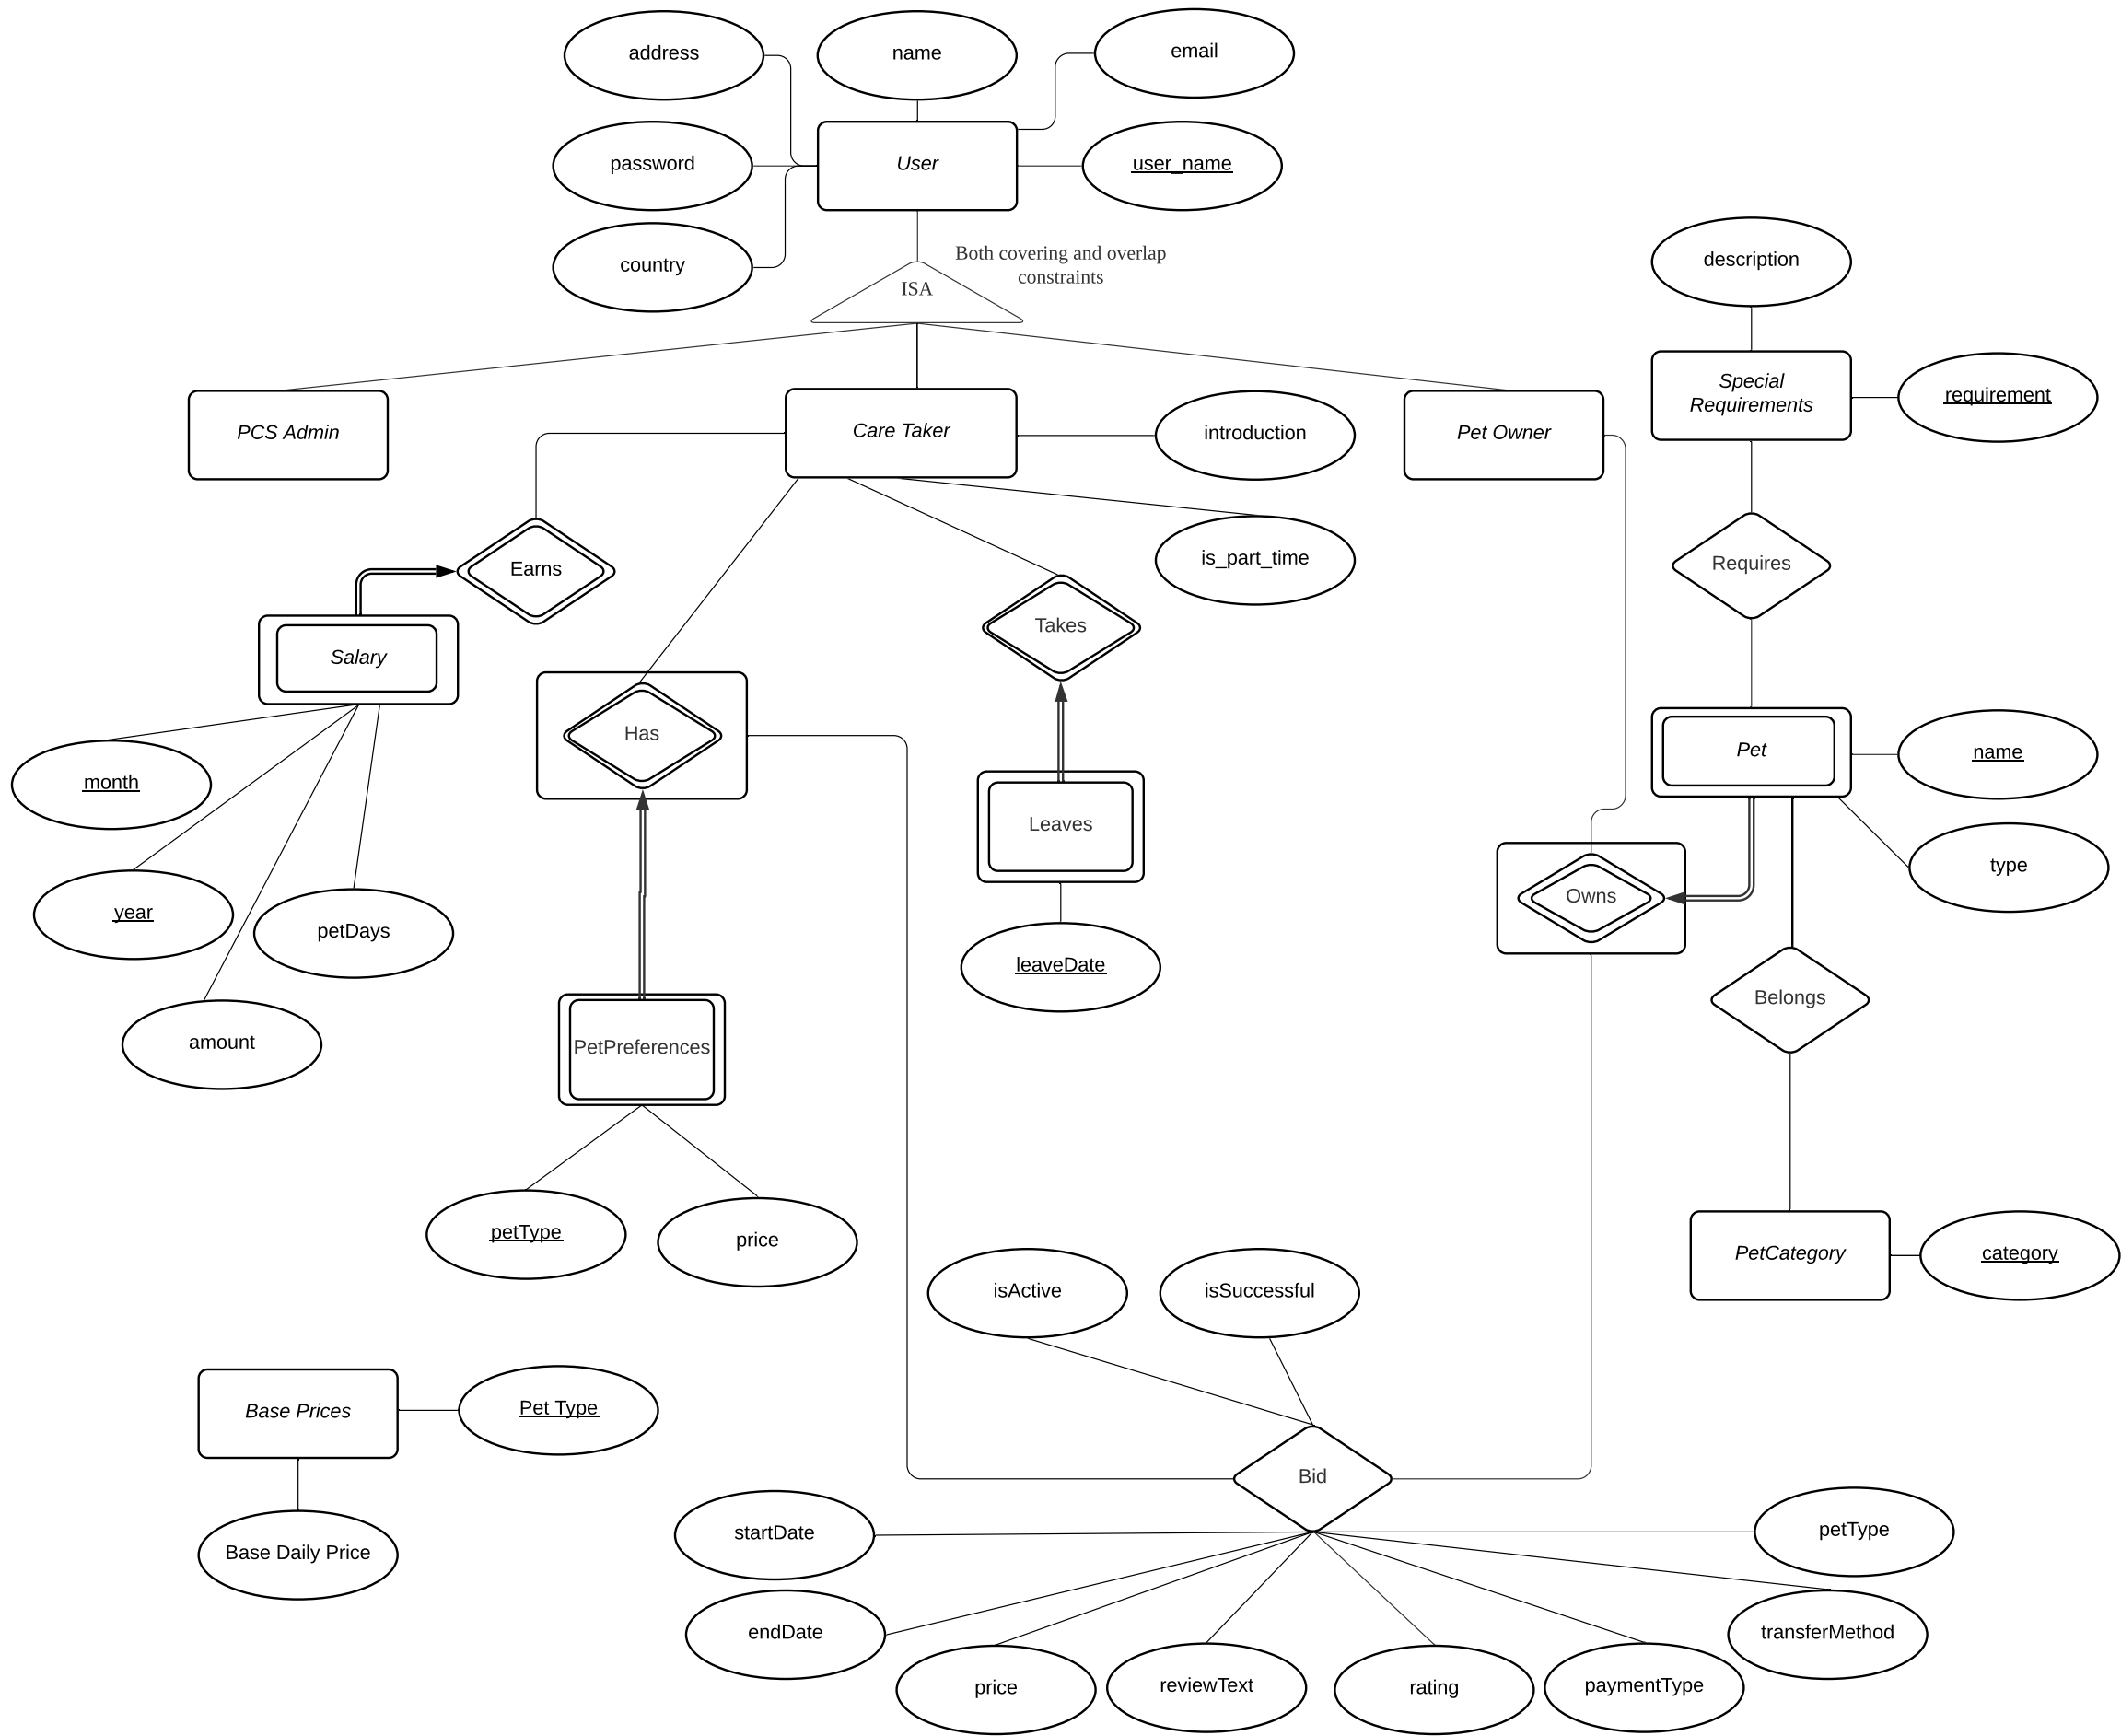 address
name
email
password
User
user_name
country
Both covering and overlap
constraints
ISA
description
Special
Requirements
requirement
PCS Admin
Care Taker
introduction
Pet Owner
Earns
is_part_time
Requires
Takes
Salary
Has
Pet
name
month
Leaves
type
year
petDays
Owns
leaveDate
Belongs
amount
PetPreferences
petType
price
PetCategory
category
isActive
isSuccessful
Base Prices
Pet Type
Bid
Base Daily Price
startDate
petType
endDate
transferMethod
price
reviewText
rating
paymentType